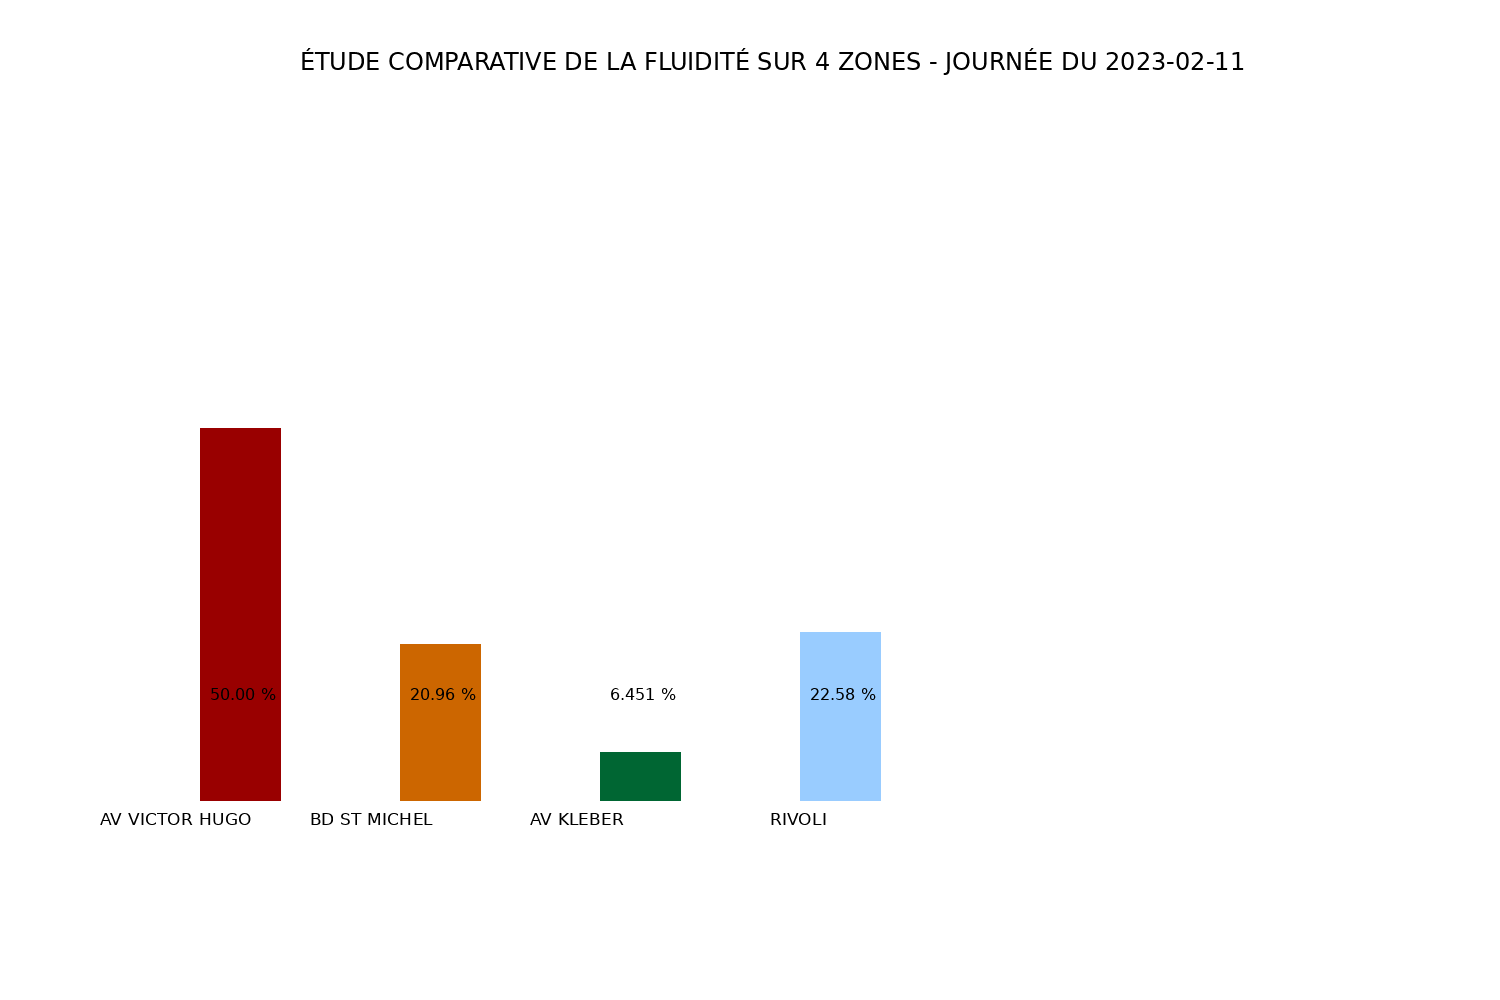 ÉTUDE COMPARATIVE DE LA FLUIDITÉ SUR 4 ZONES - JOURNÉE DU 2023-02-11
50.00 % 20.96 % 6.451 % 22.58 %
AV VICTOR HUGO BD ST MICHEL AV KLEBER RIVOLI